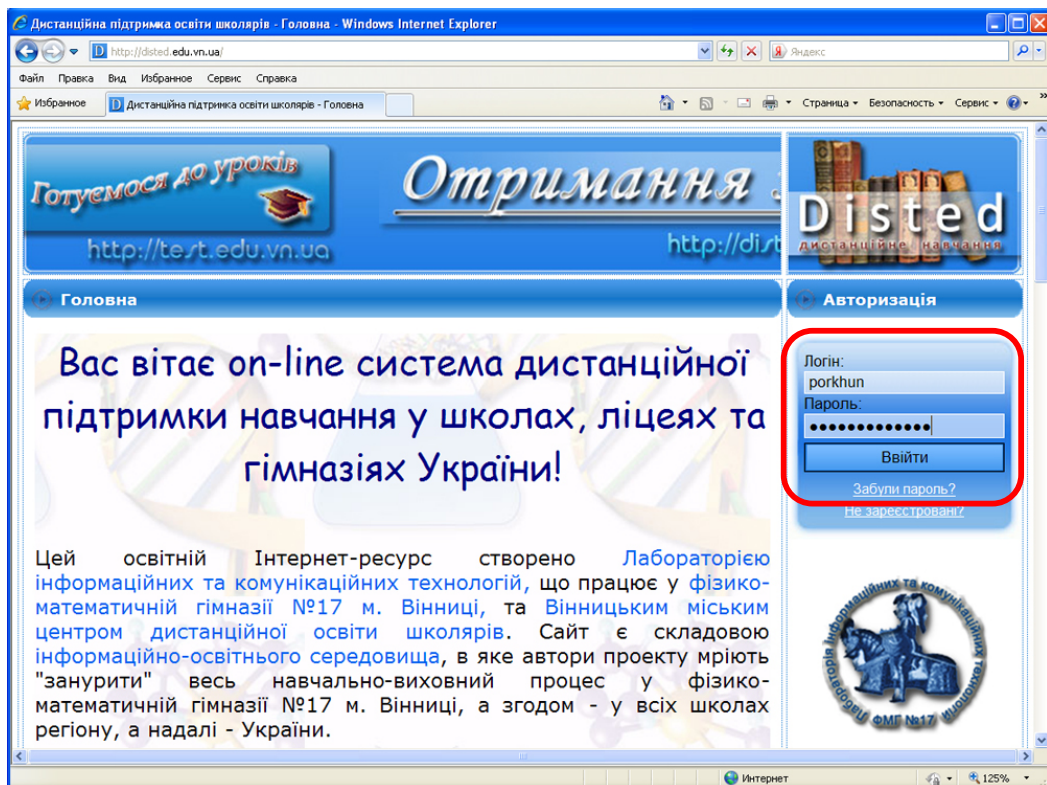 Дистанційна підтримка освіти школярів - Головна - Windows Internet Explorer
http://disted.edu.vn.ua/
Яндекс
Файл Правка Вид Избранное Сервис Справка
Избранное
Дистанційна підтримка освіти школярів - Головна
Страница Безопасность Сервис
Готуємося до уроків
http://test.edu.vn.ua
Отримання
http://dist
Disted
дистанційне навчання
Головна
Авторизація
Вас вітає on-line система дистанційної
підтримки навчання у школах, ліцеях та
гімназіях України!
Логін:
porkhun
Пароль:
•••••••••••••
Ввійти
Забули пароль?
Не зареєстровані?
Цей освітній Інтернет-ресурс створено Лабораторією
інформаційних та комунікаційних технологій, що працює у фізико-
математичній гімназії №17 м. Вінниці, та Вінницьким міським
центром дистанційної освіти школярів. Сайт є складовою
інформаційно-освітнього середовища, в яке автори проекту мріють
"занурити" весь навчально-виховний процес у фізико-
математичній гімназії №17 м. Вінниці, а згодом - у всіх школах
регіону, а надалі - України.
Лабораторія інформаційних та комунікаційних технологій
ФМГ №17
Интернет
125%